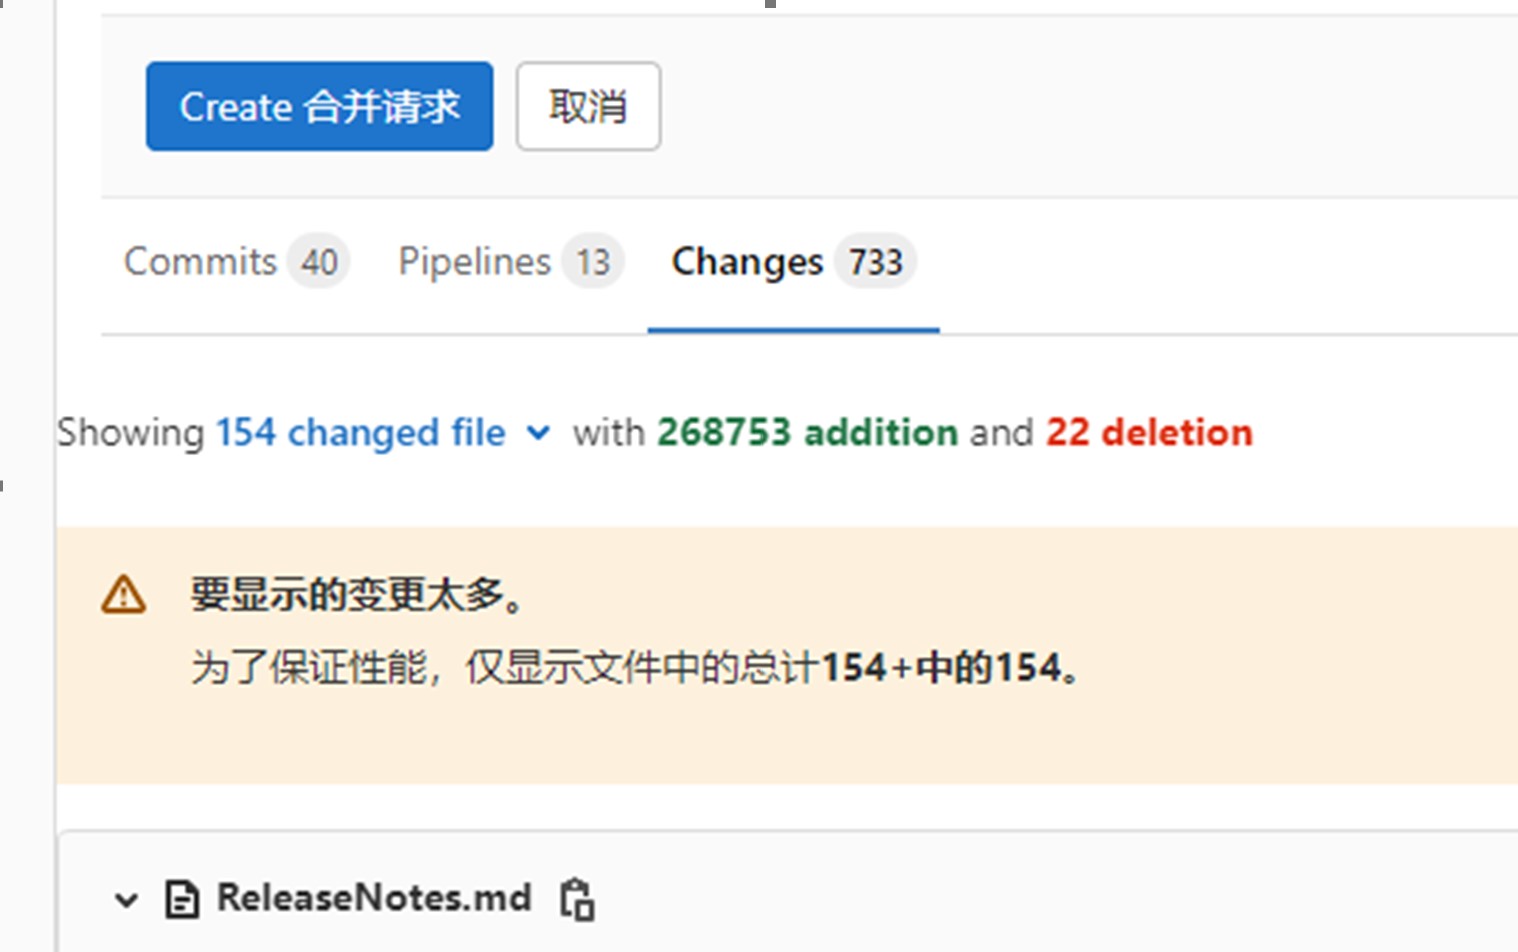 Create 合并请求 取消
Commits 40 Pipelines 13 Changes 733
Showing 154 changed file with 268753 addition and 22 deletion
要显示的变更太多。
为了保证性能，仅显示文件中的总计154+中的154。
ReleaseNotes.md